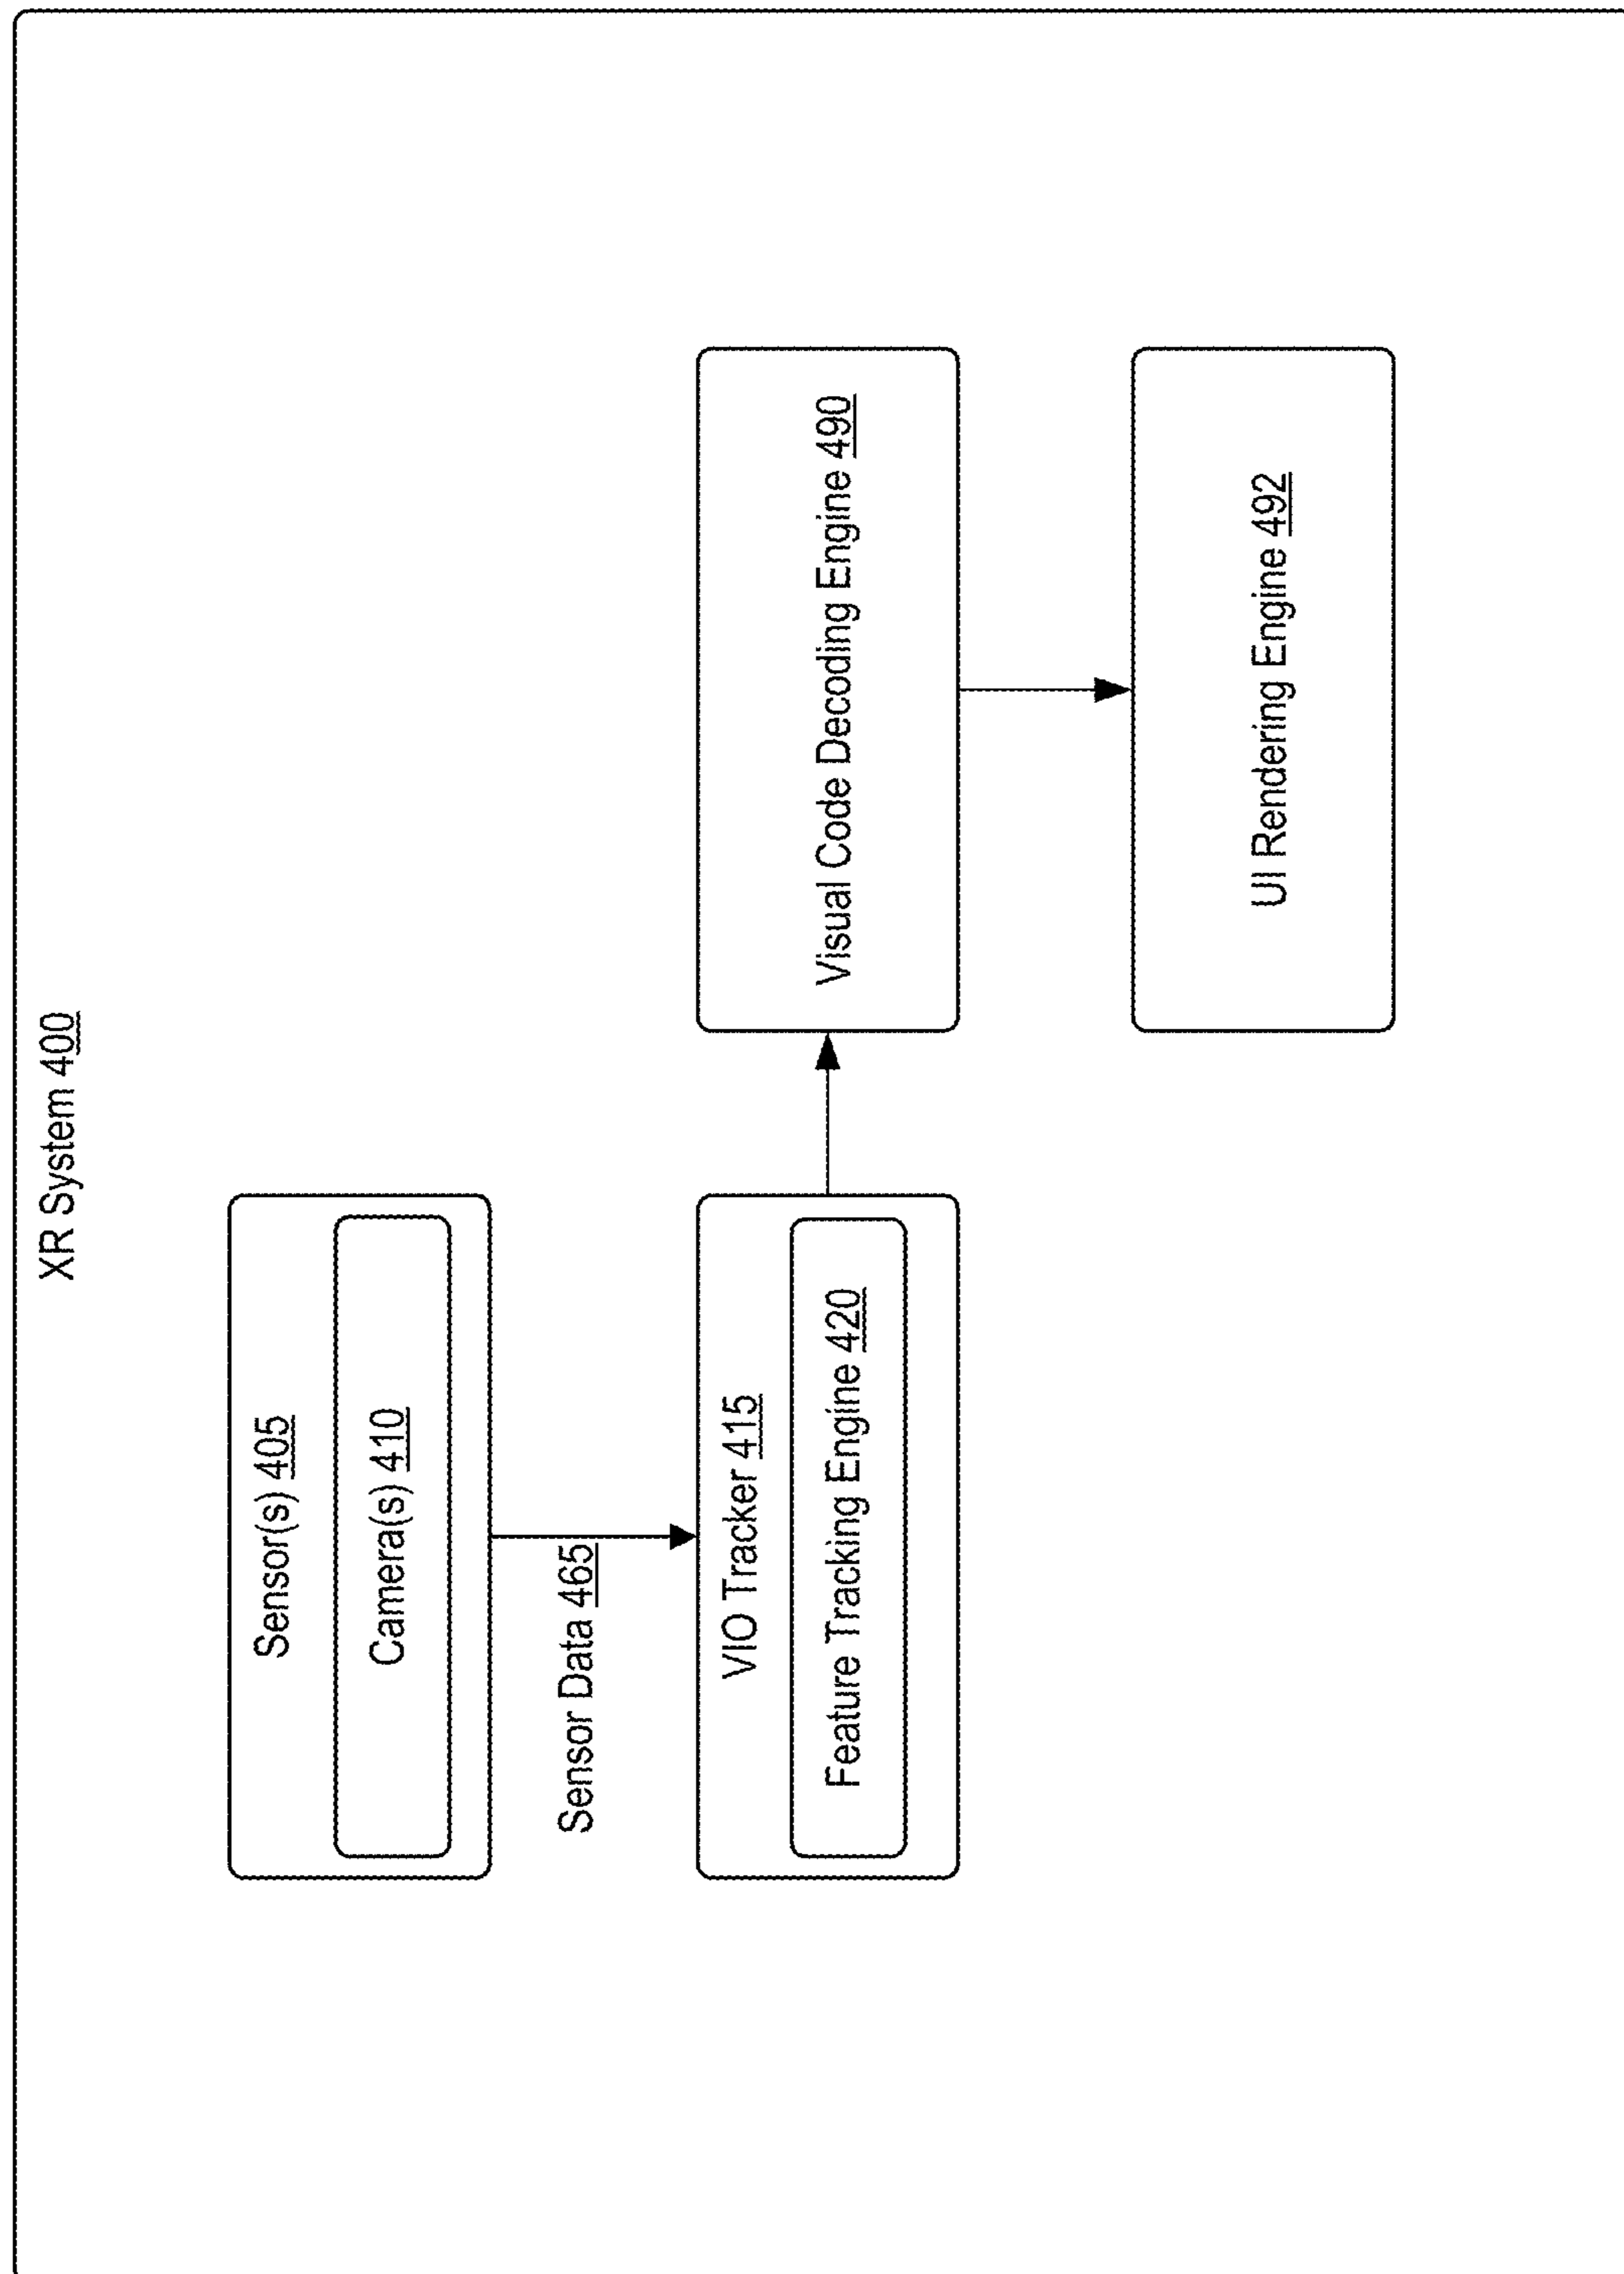 XR System 400
Sensor(s) 405
Camera(s) 410
Sensor Data 465
VIO Tracker 415
Feature Tracking Engine 420
Visual Code Decoding Engine 490
UI Rendering Engine 492